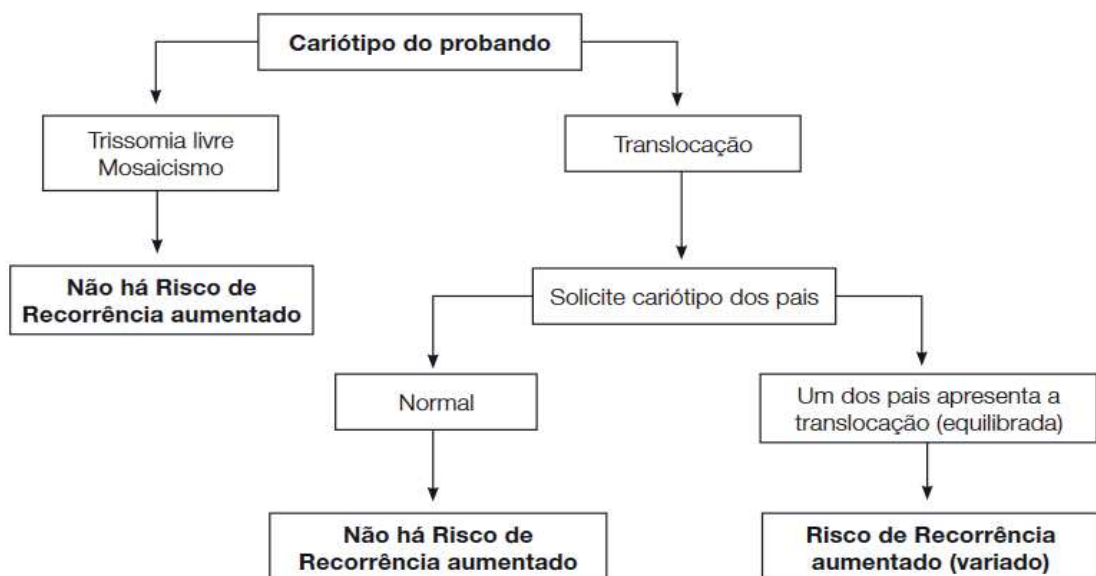 Cariótipo do probando
Trissomia livre
Mosaicismo
Translocação
Não há Risco de
Recorrência aumentado
Solicite cariótipo dos pais
Normal
Um dos pais apresenta a
translocação (equilibrada)
Não há Risco de
Recorrência aumentado
Risco de Recorrência
aumentado (variado)